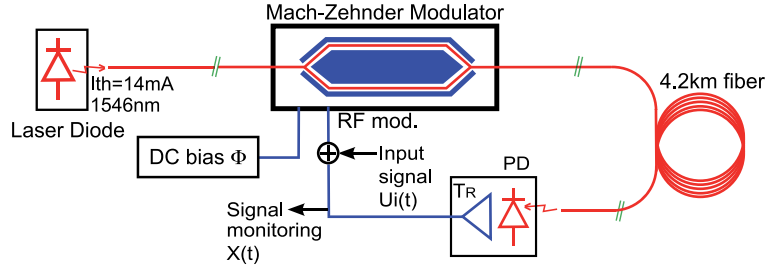 Mach-Zehnder Modulator
Ith=14mA
1546nm
Laser Diode
4.2km fiber
RF mod.
DC bias Φ
Input
signal
Ui(t)
PD
TR
Signal
monitoring
X(t)